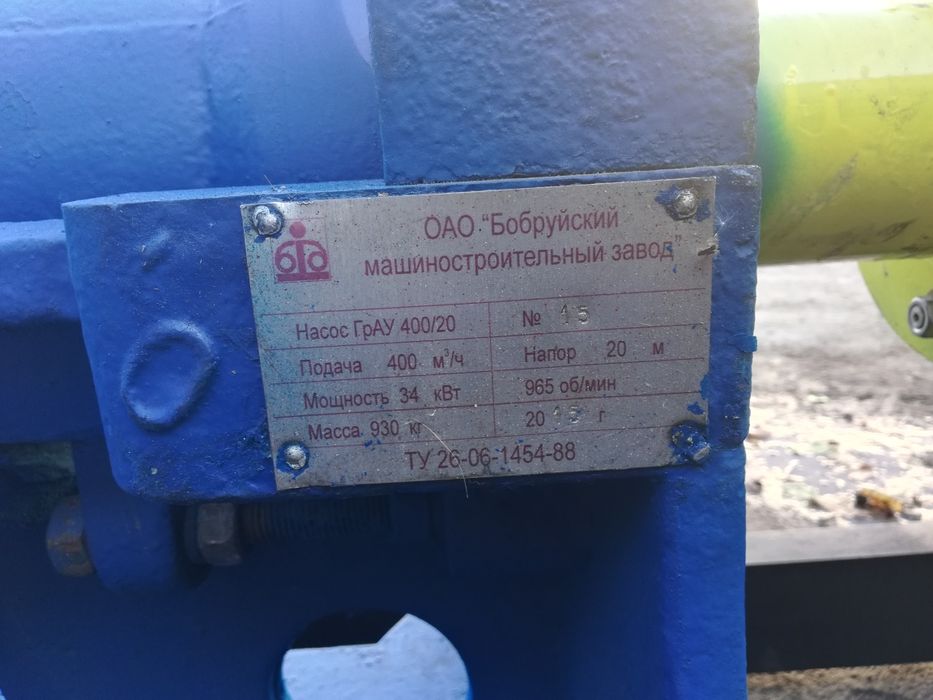 ОАО "Бобруйский
машиностроительный завод"
Насос ГрАУ 400/20 № 15
Подача 400 м³/ч Напор 20 м
Мощность 34 кВт 965 об/мин
Масса 930 кг 2015 г
ТУ 26-06-1454-88